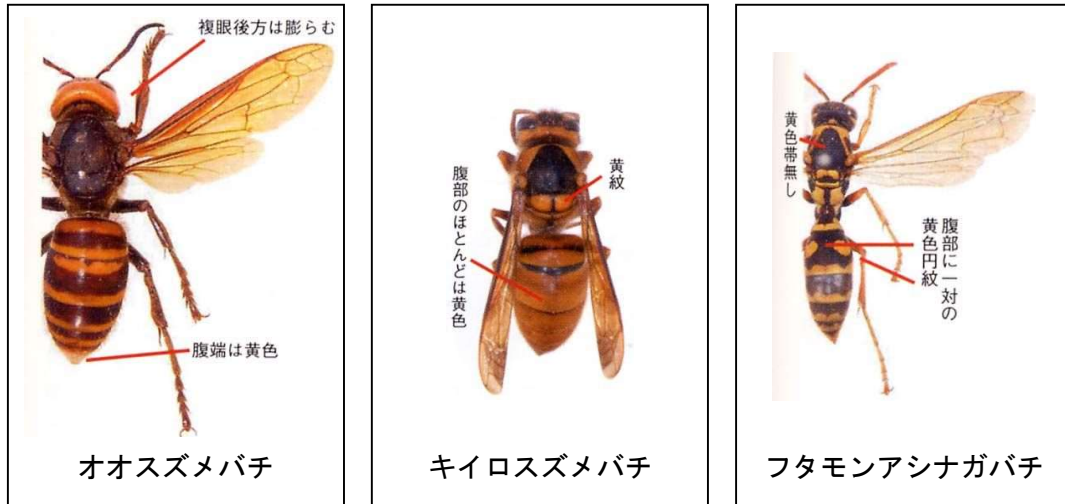 複眼後方は膨らむ
腹端は黄色
オオスズメバチ
黄紋
腹部のほとんどは黄色
キイロスズメバチ
黄色帯無し
腹部に一対の
黄色円紋
フタモンアシナガバチ